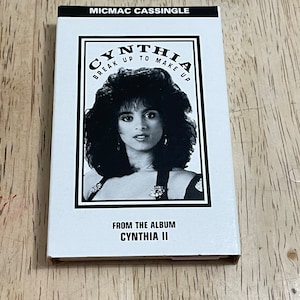 MICMAC CASSINGLE
CYNTHIA
BREAK UP TO MAKE UP
FROM THE ALBUM
CYNTHIA II